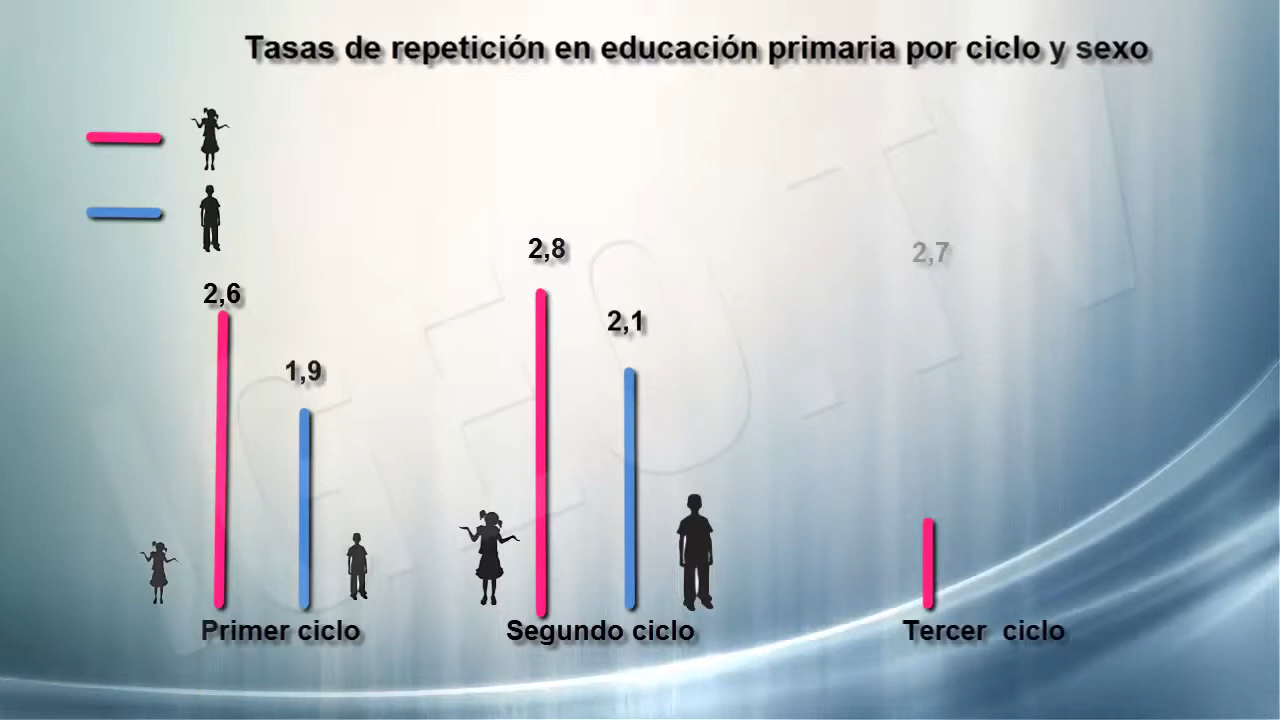 Tasas de repetición en educación primaria por ciclo y sexo
2,8
2,7
2,6
2,1
1,9
Primer ciclo
Segundo ciclo
Tercer ciclo